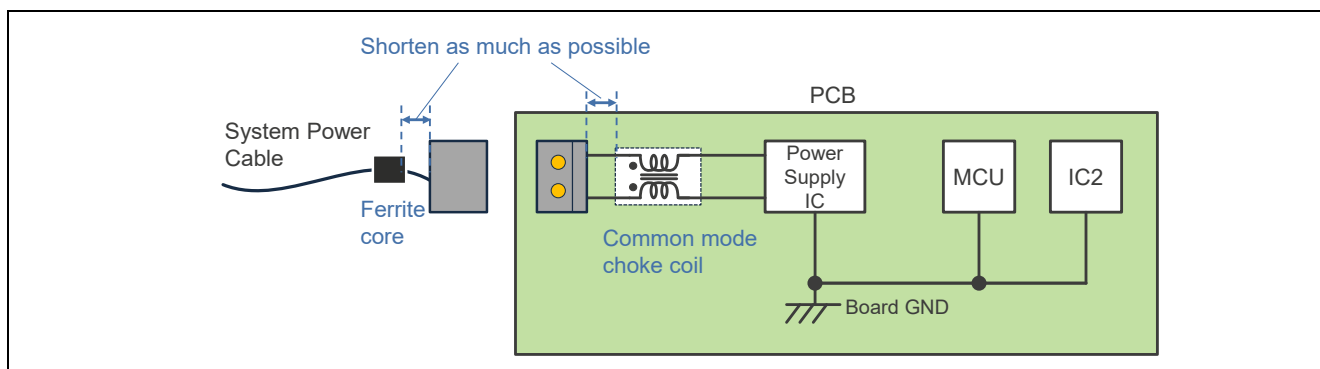 Shorten as much as possible
PCB
System Power
Cable
Ferrite
core
Common mode
choke coil
Power
Supply
IC
MCU
IC2
Board GND